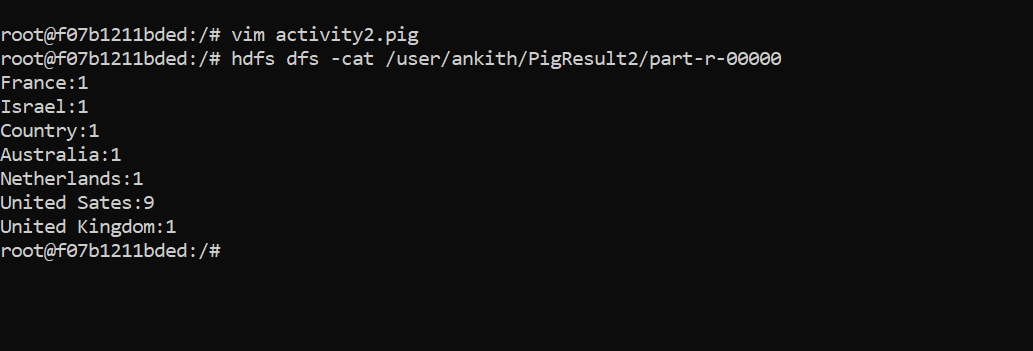 root@f07b1211bded:/# vim activity2.pig
root@f07b1211bded:/# hdfs dfs -cat /user/ankith/PigResult2/part-r-00000
France:1
Israel:1
Country:1
Australia:1
Netherlands:1
United Sates:9
United Kingdom:1
root@f07b1211bded:/#